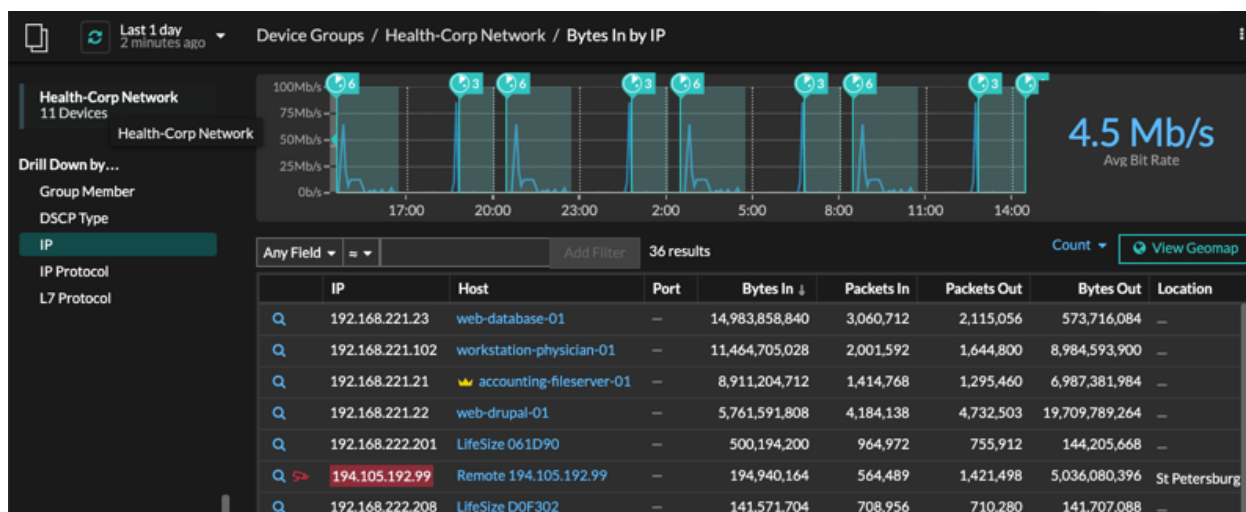 Last 1 day
2 minutes ago
Device Groups / Health-Corp Network / Bytes In by IP
Health-Corp Network
11 Devices
Health-Corp Network
Drill Down by...
Group Member
DSCP Type
IP
IP Protocol
L7 Protocol
6 3 6 3 6 3 6 3
100Mb/s
75Mb/s
50Mb/s
25Mb/s
0b/s
17:00 20:00 23:00 2:00 5:00 8:00 11:00 14:00
4.5 Mb/s
Avg Bit Rate
Any Field ≈ Add Filter 36 results Count View Geomap
IP Host Port Bytes In ↓ Packets In Packets Out Bytes Out Location
192.168.221.23 web-database-01 — 14,983,858,840 3,060,712 2,115,056 573,716,084 —
192.168.221.102 workstation-physician-01 — 11,464,705,028 2,001,592 1,644,800 8,984,593,900 —
192.168.221.21 accounting-fileserver-01 — 8,911,204,712 1,414,768 1,295,460 6,987,381,984 —
192.168.221.22 web-drupal-01 — 5,761,591,808 4,184,138 4,732,503 19,709,789,264 —
192.168.222.201 LifeSize 061D90 — 500,194,200 964,972 755,912 144,205,668 —
194.105.192.99 Remote 194.105.192.99 — 194,940,164 564,489 1,421,498 5,036,080,396 St Petersburg
192.168.222.208 LifeSize D0F302 — 141,571,704 708,956 710,280 141,707,088 —